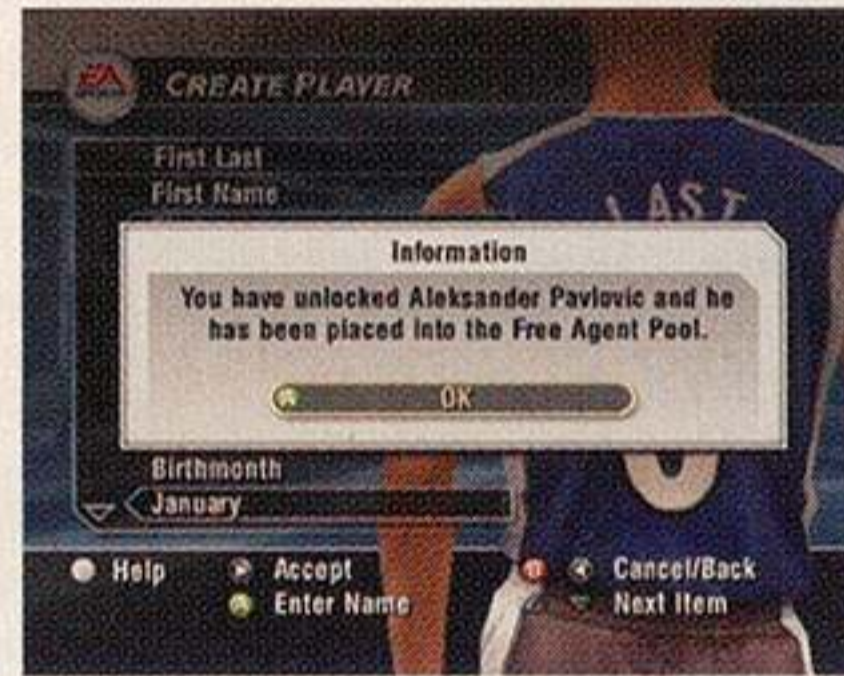 EA
CREATE PLAYER
First Last
First Name
LAST
Information
You have unlocked Aleksander Pavlovic and he
has been placed into the Free Agent Pool.
OK
Birthmonth
January
Help
Accept
Cancel/Back
Enter Name
Next Item
0